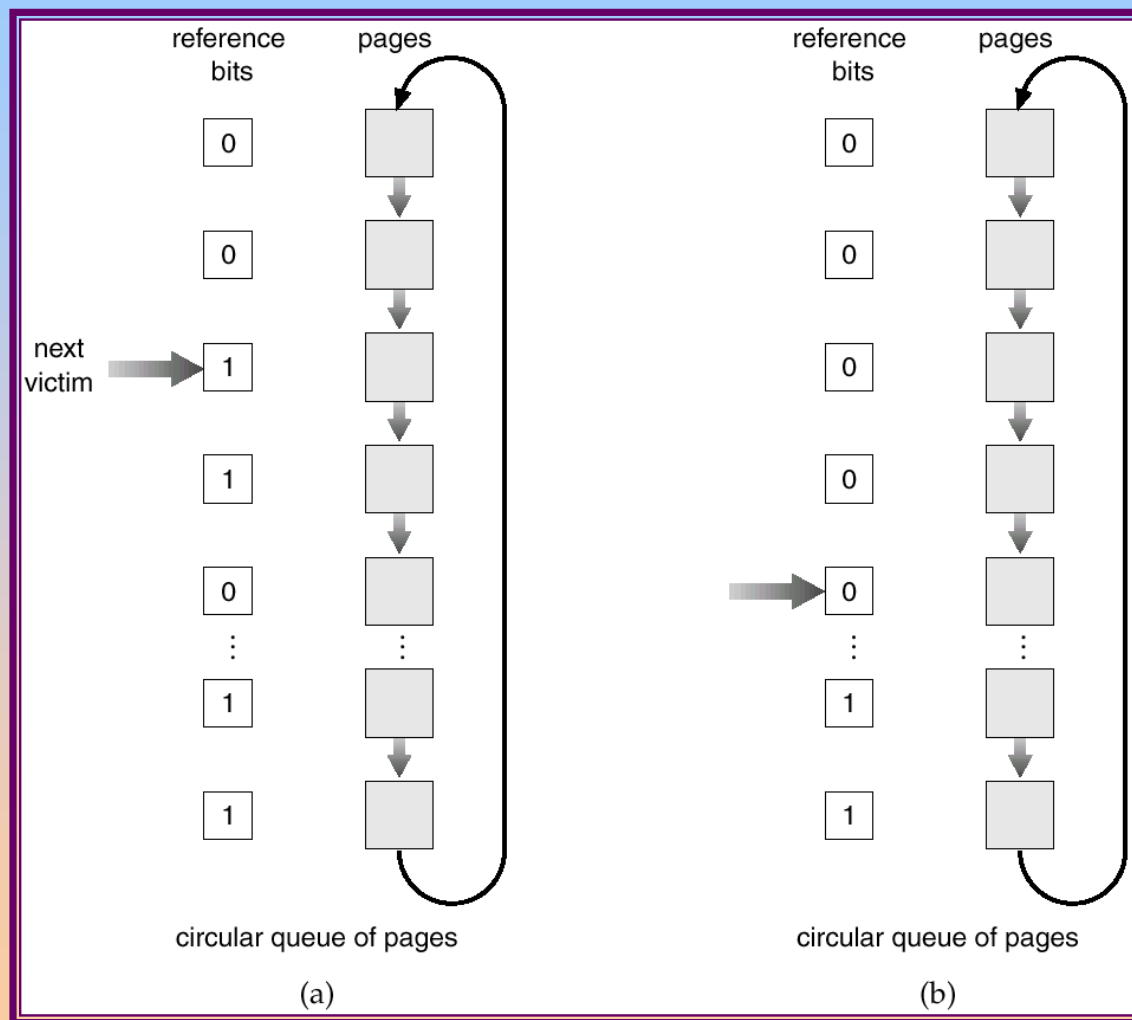 reference
bits
pages
0
0
next
victim
1
1
0
⋮ ⋮
1
1
circular queue of pages
(a)
reference
bits
pages
0
0
0
0
0
⋮ ⋮
1
1
circular queue of pages
(b)